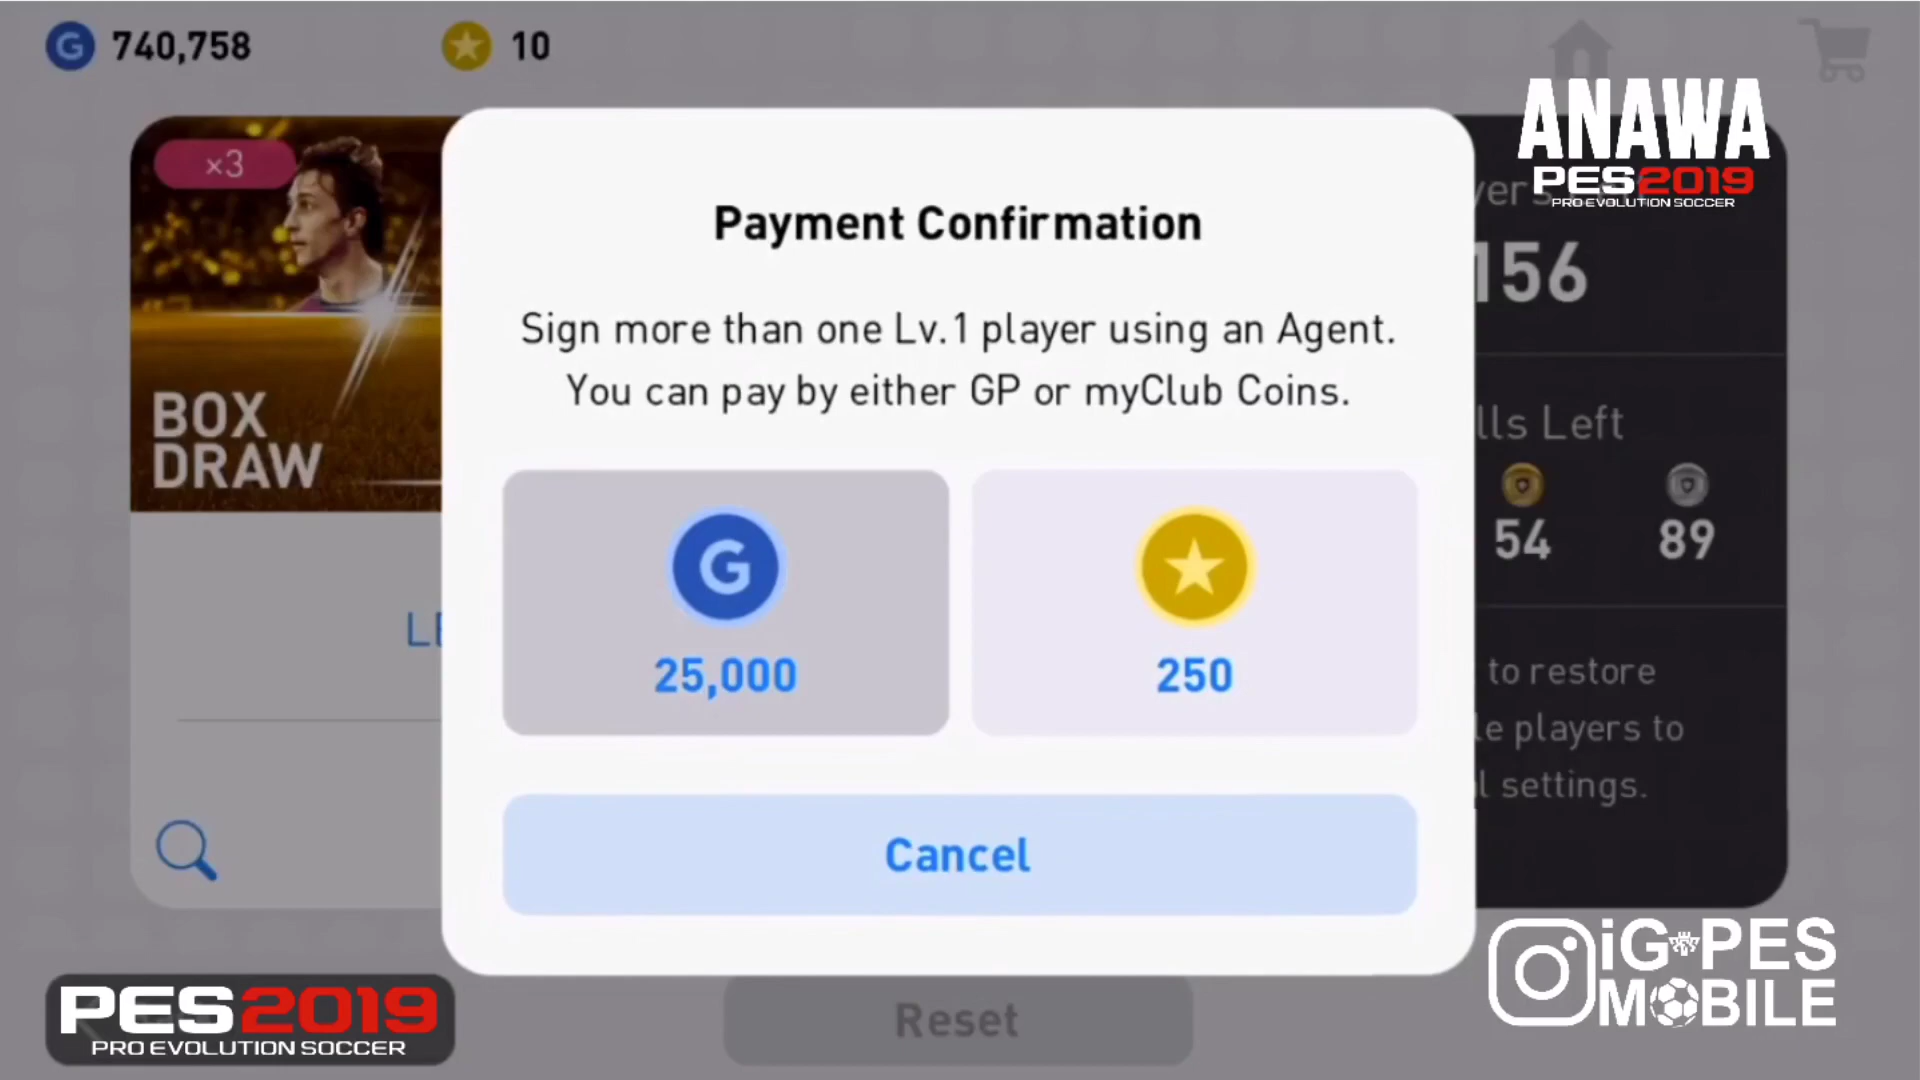 740,758
10
ANAWA
PES2019
PRO EVOLUTION SOCCER
×3
BOX
DRAW
Payment Confirmation
Sign more than one Lv.1 player using an Agent.
You can pay by either GP or myClub Coins.
25,000
250
Cancel
156
Left
54
89
to restore
players to
settings.
Reset
PES2019
PRO EVOLUTION SOCCER
iG PES
MOBILE